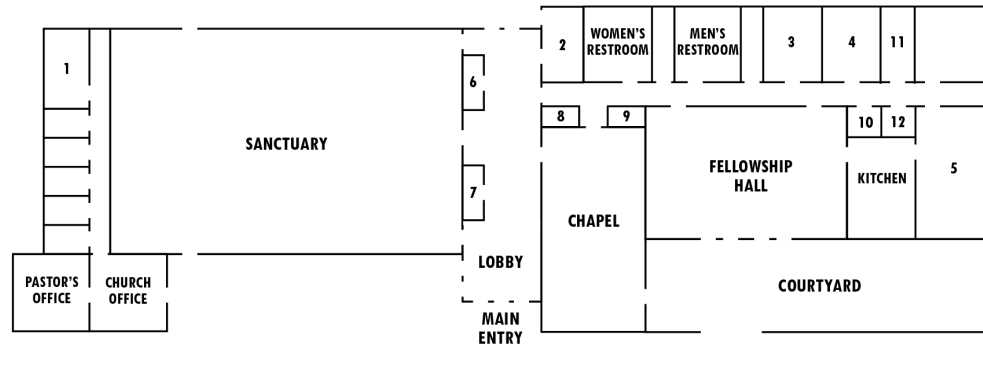 1
2
WOMEN'S
RESTROOM
MEN'S
RESTROOM
3
4
11
6
8
9
10
12
SANCTUARY
FELLOWSHIP
HALL
KITCHEN
5
7
CHAPEL
LOBBY
PASTOR'S
OFFICE
CHURCH
OFFICE
COURTYARD
MAIN
ENTRY